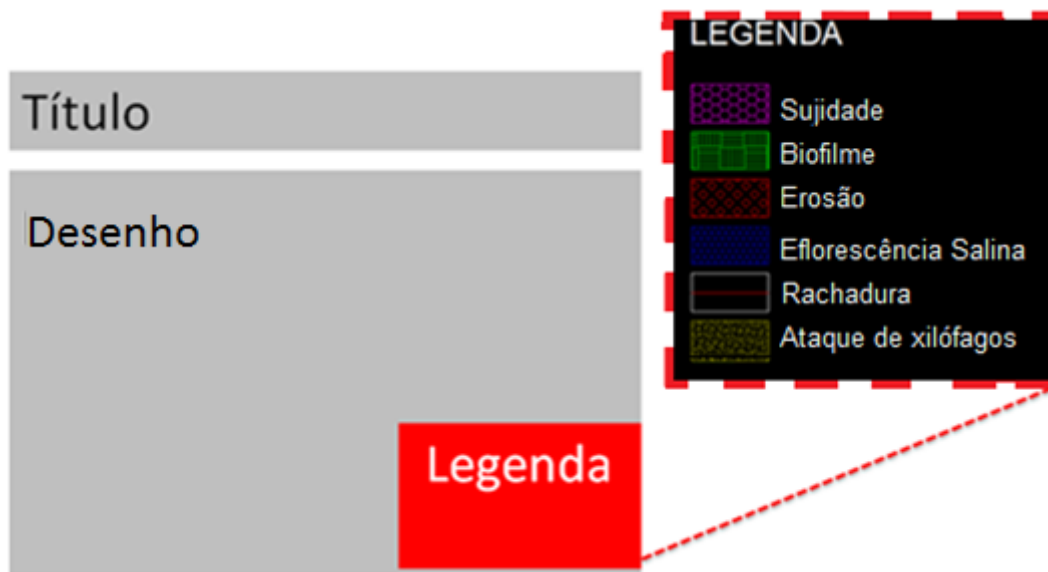 Título
Desenho
Legenda
LEGENDA
Sujidade
Biofilme
Erosão
Eflorescência Salina
Rachadura
Ataque de xilófagos